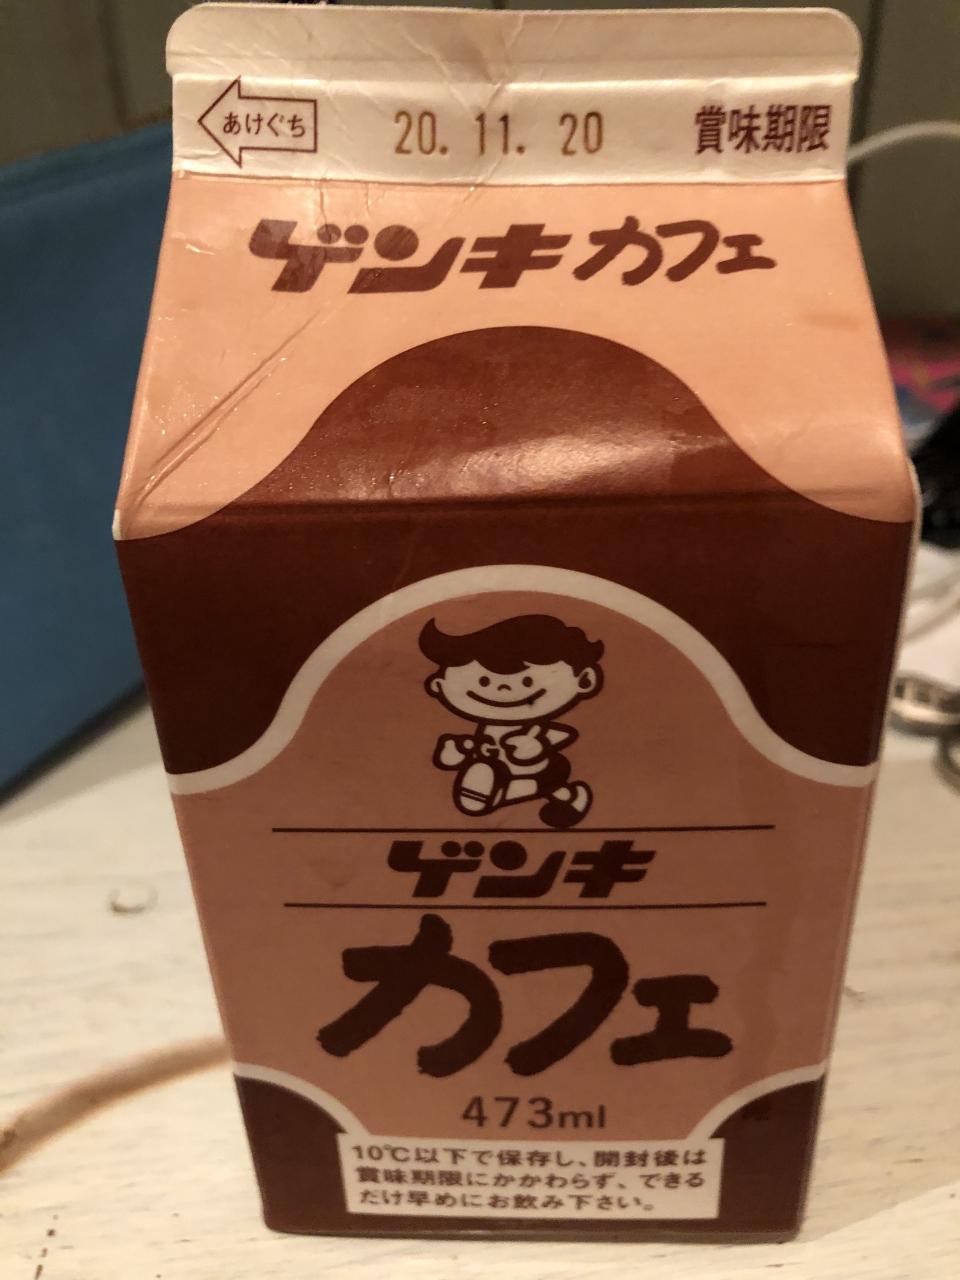 あけぐち 20. 11. 20 賞味期限
ゲンキカフェ
G
ゲンキ
カフェ
473ml
10℃以下で保存し、開封後は
賞味期限にかかわらず、できる
だけ早めにお飲み下さい。